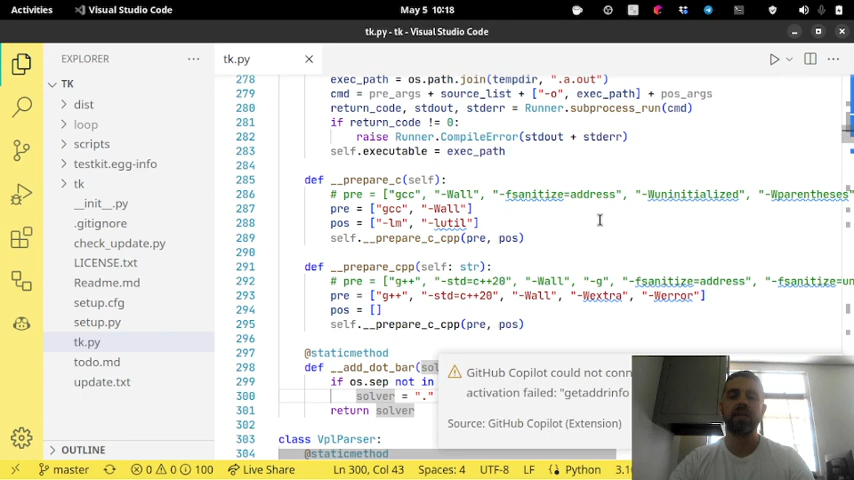 Activities
Visual Studio Code
May 5 10:18
tk.py - tk - Visual Studio Code
EXPLORER
TK
dist
loop
scripts
testkit.egg-info
tk
__init__.py
.gitignore
check_update.py
LICENSE.txt
Readme.md
setup.cfg
setup.py
tk.py
todo.md
update.txt
OUTLINE
tk.py
278 exec_path = os.path.join(tempdir, ".a.out")
279 cmd = pre_args + source_list + ["-o", exec_path] + pos_args
280 return_code, stdout, stderr = Runner.subprocess_run(cmd)
281 if return_code != 0:
282 raise Runner.CompileError(stdout + stderr)
283 self.executable = exec_path
284
285 def __prepare_c(self):
286 # pre = ["gcc", "-Wall", "-fsanitize=address", "-Wuninitialized", "-Wparentheses"
287 pre = ["gcc", "-Wall"]
288 pos = ["-lm", "-lutil"]
289 self.__prepare_c_cpp(pre, pos)
290
291 def __prepare_cpp(self: str):
292 # pre = ["g++", "-std=c++20", "-Wall", "-g", "-fsanitize=address", "-fsanitize=un
293 pre = ["g++", "-std=c++20", "-Wall", "-Wextra", "-Werror"]
294 pos = []
295 self.__prepare_c_cpp(pre, pos)
296
297 @staticmethod
298 def __add_dot_bar(sol
299 if os.sep not in
300 solver = "."
301 return solver
302
303 class VplParser:
304 @staticmethod
GitHub Copilot could not conn
activation failed: "getaddrinfo
Source: GitHub Copilot (Extension)
master
0 0 100
Live Share
Ln 300, Col 43
Spaces: 4
UTF-8
LF
Python
3.10